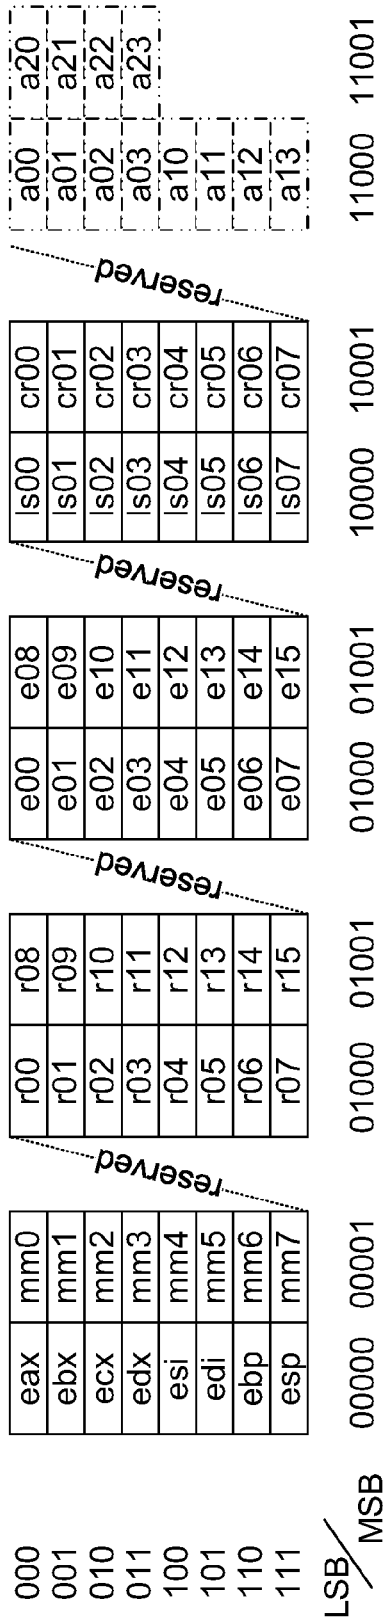 000 eax mm0 r00 r08 e00 e08 ls00 cr00 a00 a20
001 ebx mm1 r01 r09 e01 e09 ls01 cr01 a01 a21
010 ecx mm2 r02 r10 e02 e10 ls02 cr02 a02 a22
011 edx mm3 r03 r11 e03 e11 ls03 cr03 a03 a23
reserved reserved reserved reserved
100 esi mm4 r04 r12 e04 e12 ls04 cr04 a10
101 edi mm5 r05 r13 e05 e13 ls05 cr05 a11
110 ebp mm6 r06 r14 e06 e14 ls06 cr06 a12
111 esp mm7 r07 r15 e07 e15 ls07 cr07 a13
LSB
MSB 00000 00001 01000 01001 01000 01001 10000 10001 11000 11001